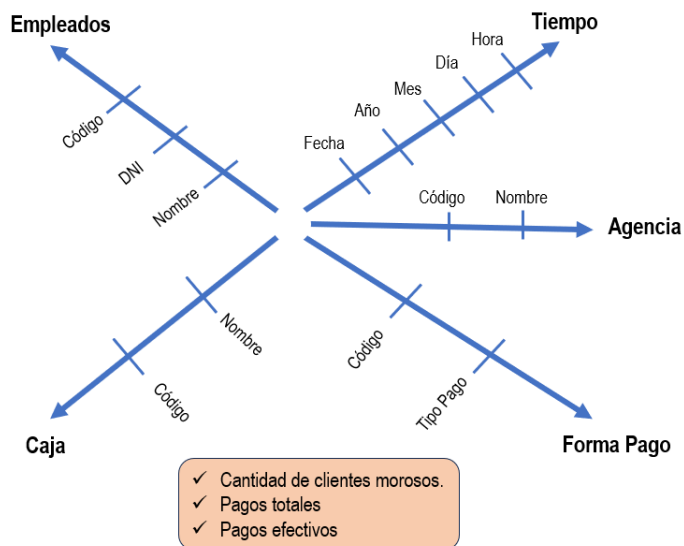 Empleados
Código
DNI
Nombre
Tiempo
Hora
Día
Mes
Año
Fecha
Código
Nombre
Agencia
Nombre
Código
Caja
Código
Tipo Pago
Forma Pago
✓ Cantidad de clientes morosos.
✓ Pagos totales
✓ Pagos efectivos